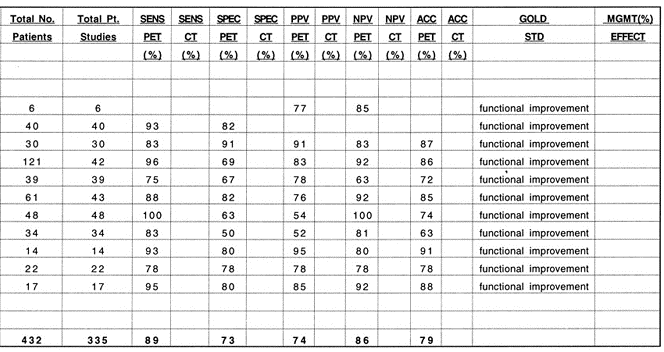 Total No. Total Pt. SENS SENS SPEC SPEC PPV PPV NPV NPV ACC ACC GOLD MGMT(%)
Patients Studies PET CT PET CT PET CT PET CT PET CT STD EFFECT
(%) (%) (%) (%) (%) (%) (%) (%) (%) (%)
6 6 77 85 functional improvement
40 40 93 82 functional improvement
30 30 83 91 91 83 87 functional improvement
121 42 96 69 83 92 86 functional improvement
39 39 75 67 78 63 72 functional improvement
61 43 88 82 76 92 85 functional improvement
48 48 100 63 54 100 74 functional improvement
34 34 83 50 52 81 63 functional improvement
14 14 93 80 95 80 91 functional improvement
22 22 78 78 78 78 78 functional improvement
17 17 95 80 85 92 88 functional improvement
432 335 89 73 74 86 79